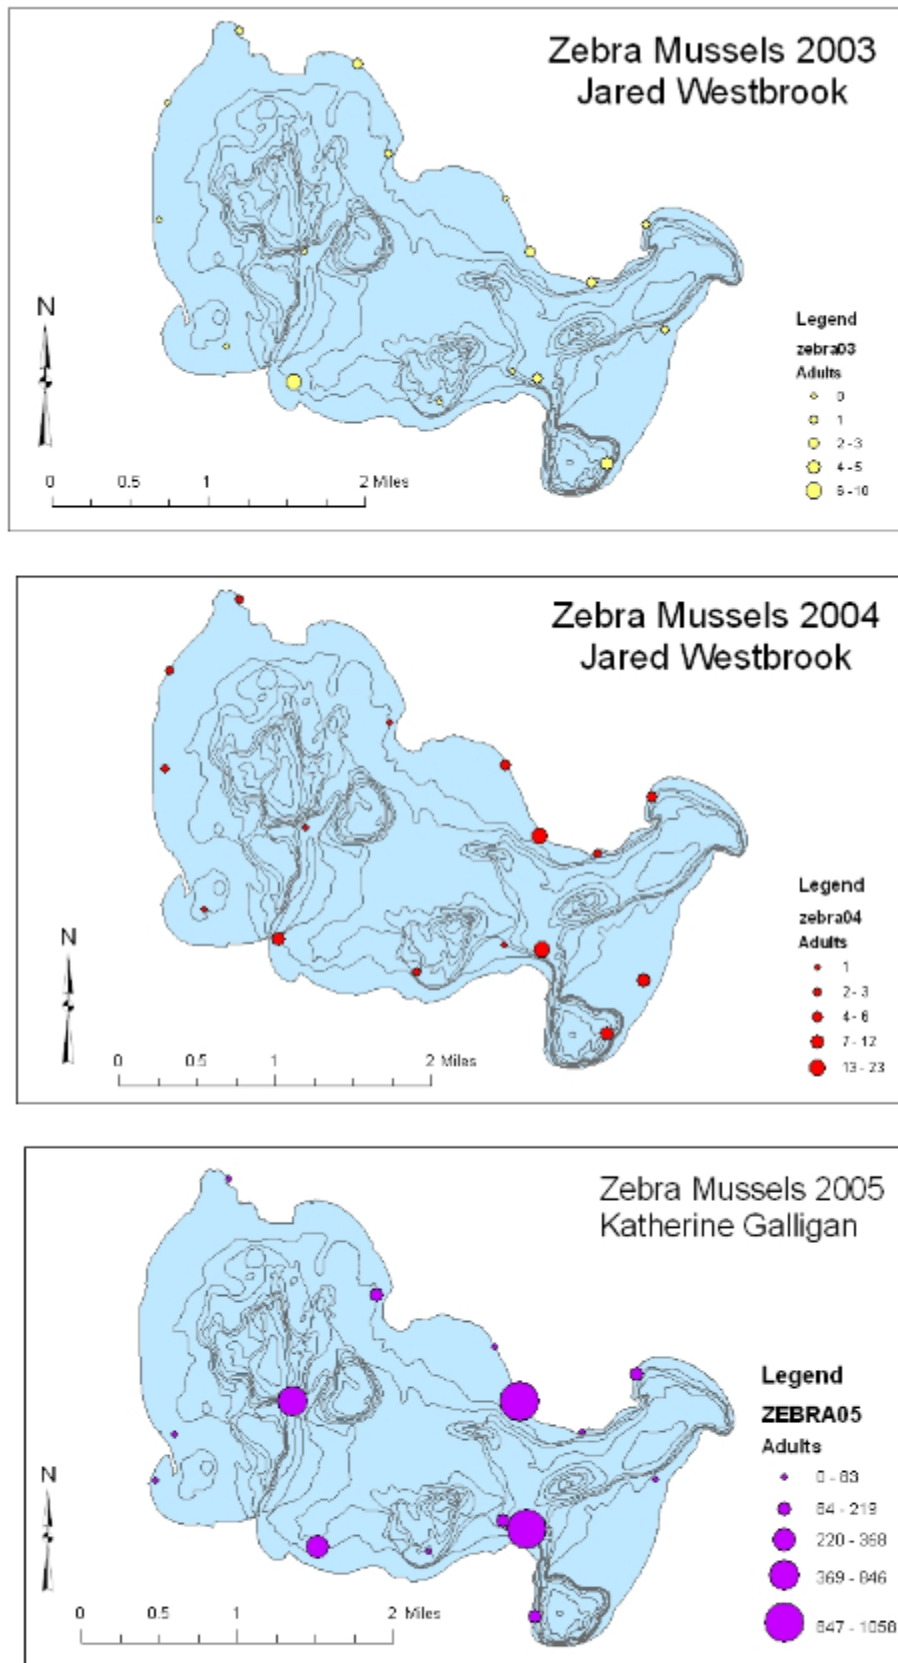 Zebra Mussels 2003
Jared Westbrook
N
Legend
zebra03
Adults
0
1
2-3
4-5
6-10
0 0.5 1 2 Miles
Zebra Mussels 2004
Jared Westbrook
Legend
zebra04
Adults
1
2-3
4-6
7-12
13-23
N
0 0.5 1 2 Miles
Zebra Mussels 2005
Katherine Galligan
Legend
ZEBRA05
Adults
0-83
84-219
220-368
369-846
847-1058
N
0 0.5 1 2 Miles